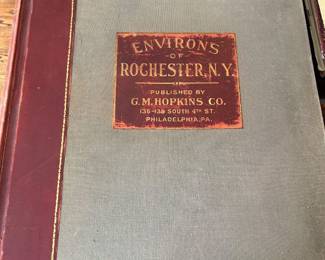 ENVIRONS
OF
ROCHESTER, N.Y.
PUBLISHED BY
G.M. HOPKINS CO.
136-138 SOUTH 4TH ST.
PHILADELPHIA, PA.